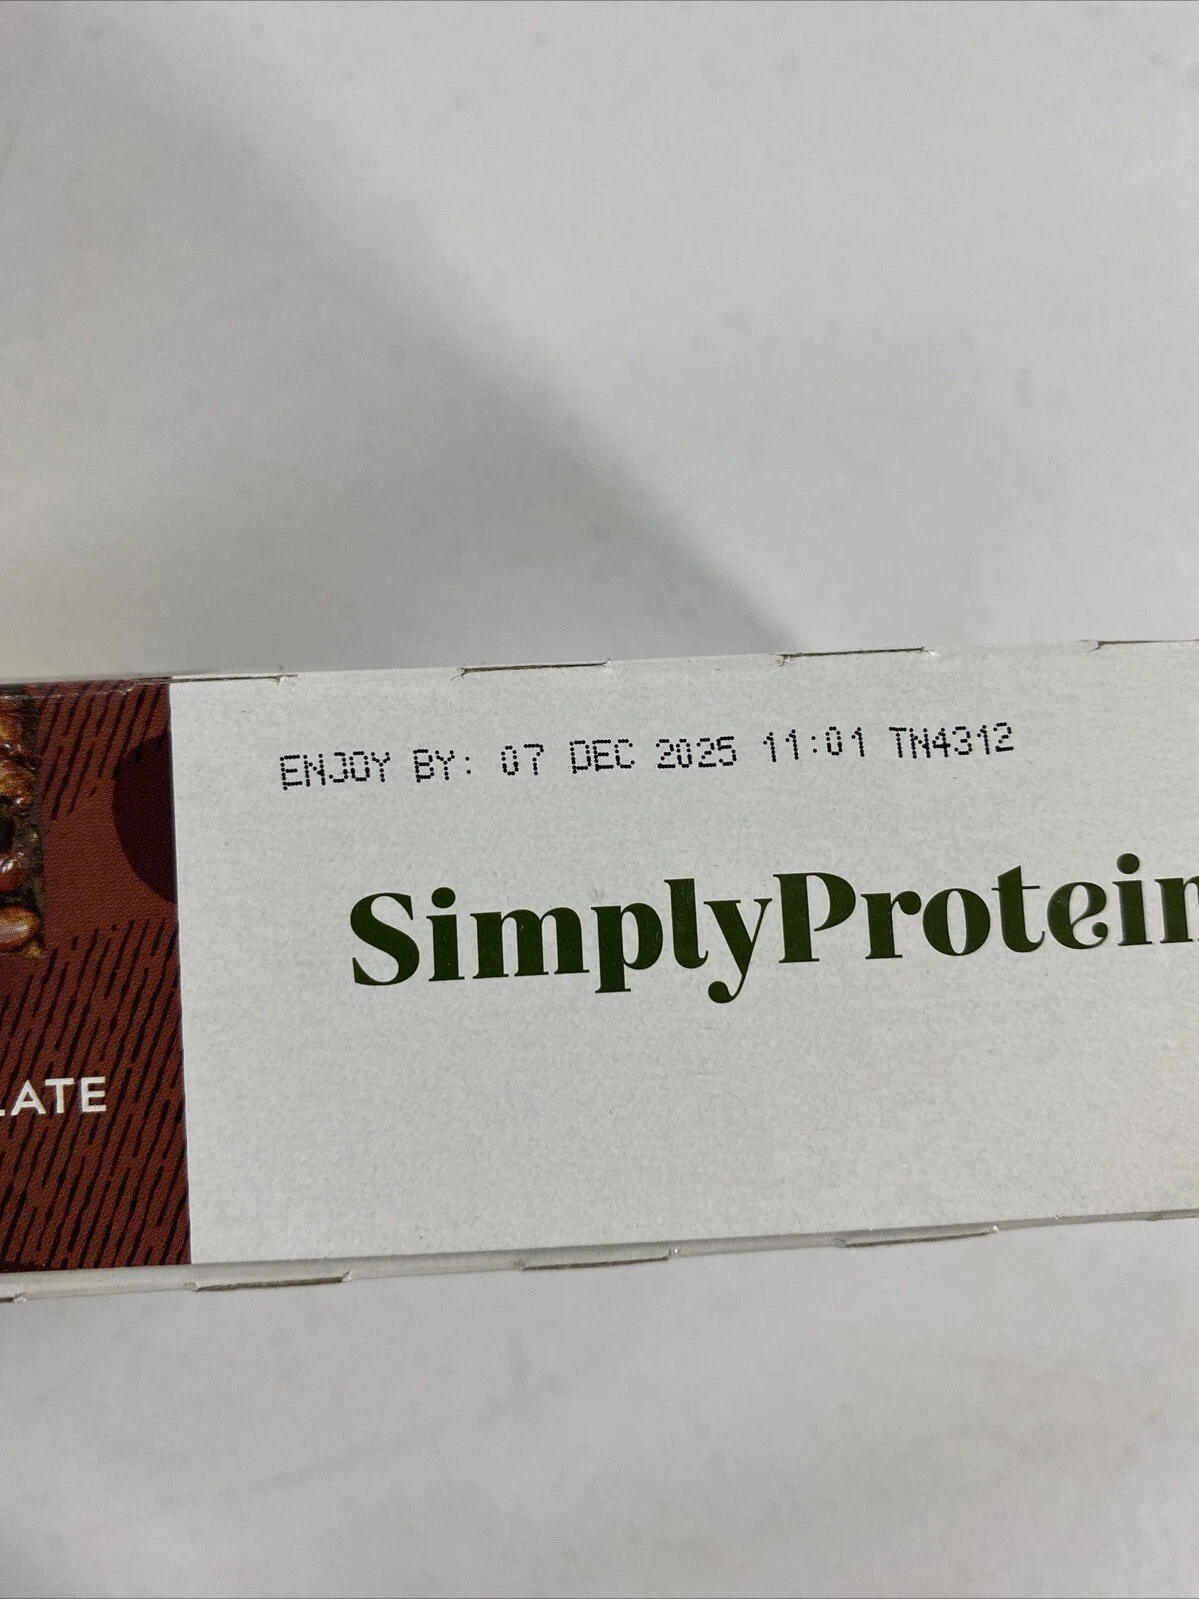 ENJOY BY: 07 DEC 2025 11:01 TN4312
SimplyProtein
LATE